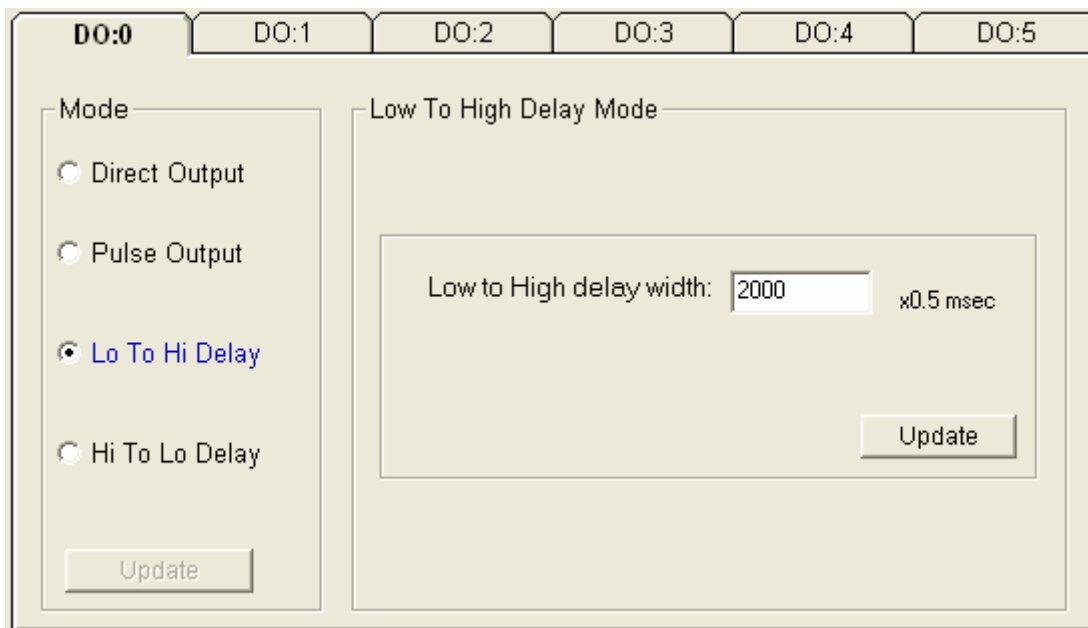 DO:0 DO:1 DO:2 DO:3 DO:4 DO:5
Mode
Direct Output
Pulse Output
Lo To Hi Delay
Hi To Lo Delay
Update
Low To High Delay Mode
Low to High delay width: 2000 x0.5 msec
Update